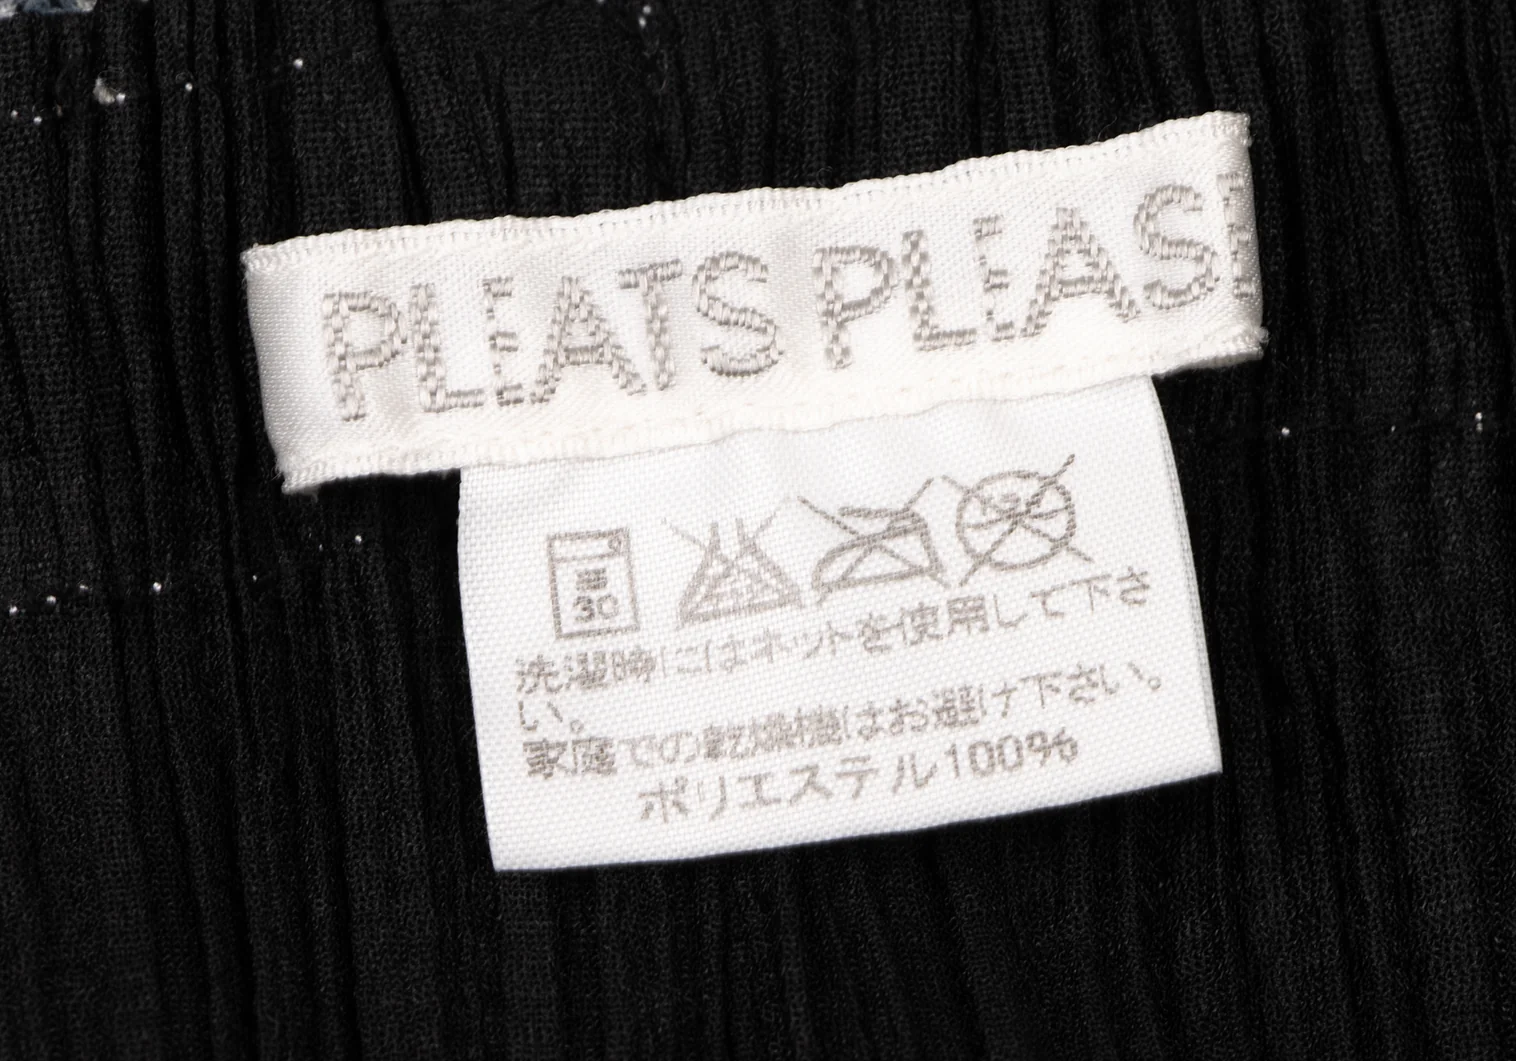 PLEATS PLEAS
弱
30
洗濯時にはネットを使用して下さ
い。
家庭での乾燥機はお避け下さい。
ポリエステル100%